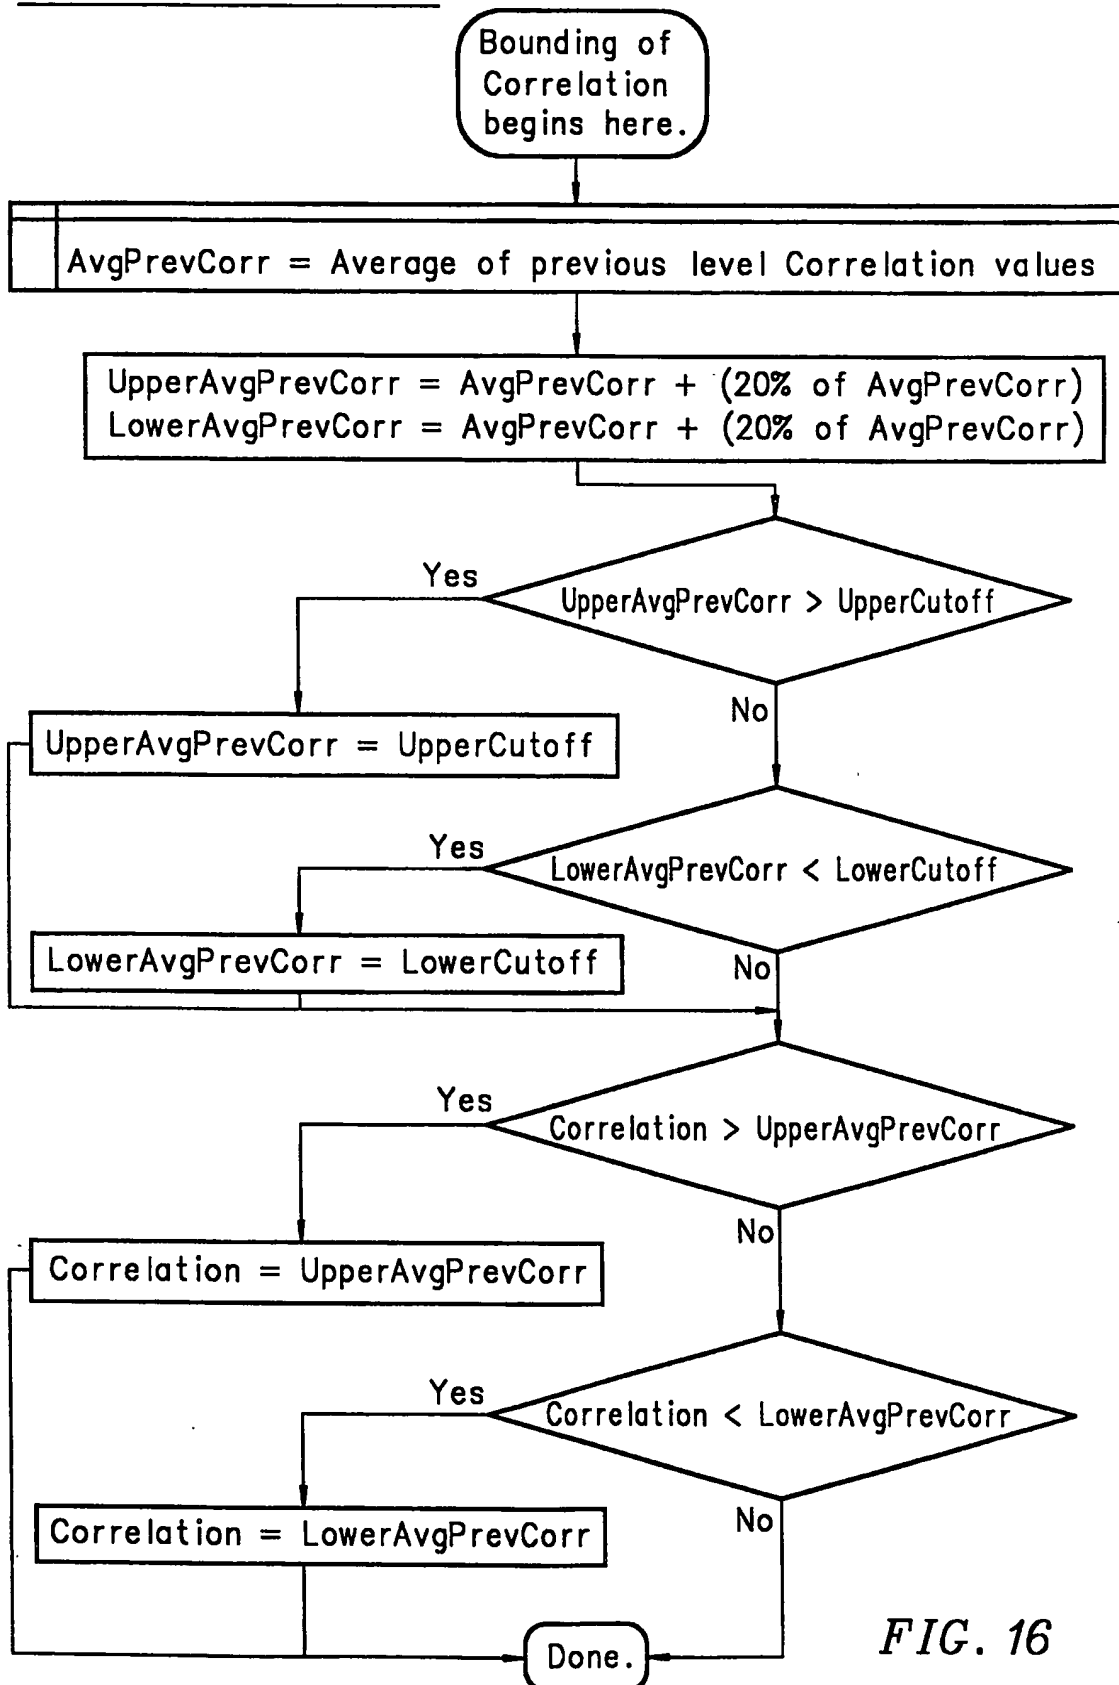 Bounding of
Correlation
begins here.
AvgPrevCorr = Average of previous level Correlation values
UpperAvgPrevCorr = AvgPrevCorr + (20% of AvgPrevCorr)
LowerAvgPrevCorr = AvgPrevCorr + (20% of AvgPrevCorr)
UpperAvgPrevCorr > UpperCutoff
Yes
No
UpperAvgPrevCorr = UpperCutoff
LowerAvgPrevCorr < LowerCutoff
Yes
No
LowerAvgPrevCorr = LowerCutoff
Correlation > UpperAvgPrevCorr
Yes
No
Correlation = UpperAvgPrevCorr
Correlation < LowerAvgPrevCorr
Yes
No
Correlation = LowerAvgPrevCorr
Done.
FIG. 16